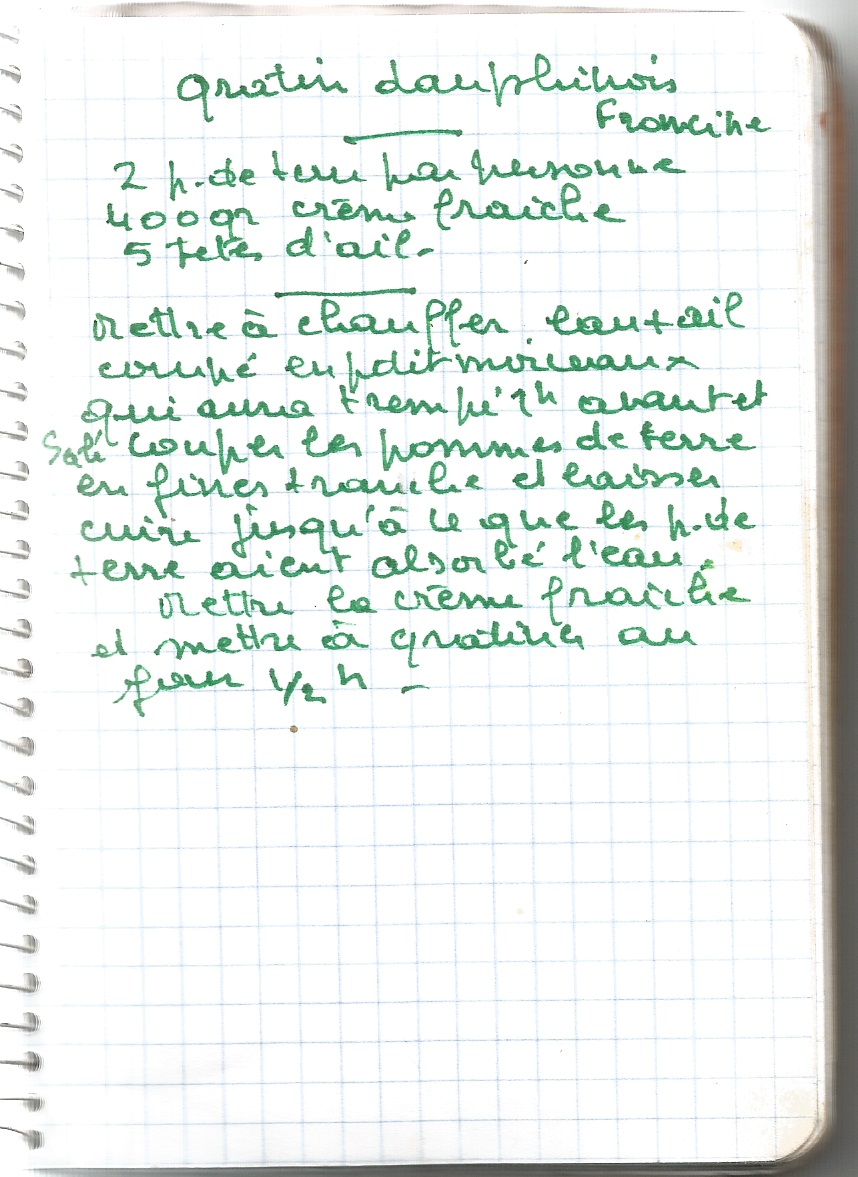 gratin dauphinois
Francine
2 p. de terre par personne
400 gr crème fraîche
5 têtes d'ail.
Mettre à chauffer eau + ail
coupé en petit morceaux
qui aura trempé 1h avant et
Salé couper les pommes de terre
en fines tranche et laisser
cuire jusqu'à ce que les p. de
terre aient absorbé l'eau.
Mettre la crème fraîche
et mettre à gratiner au
four 1/2 h -